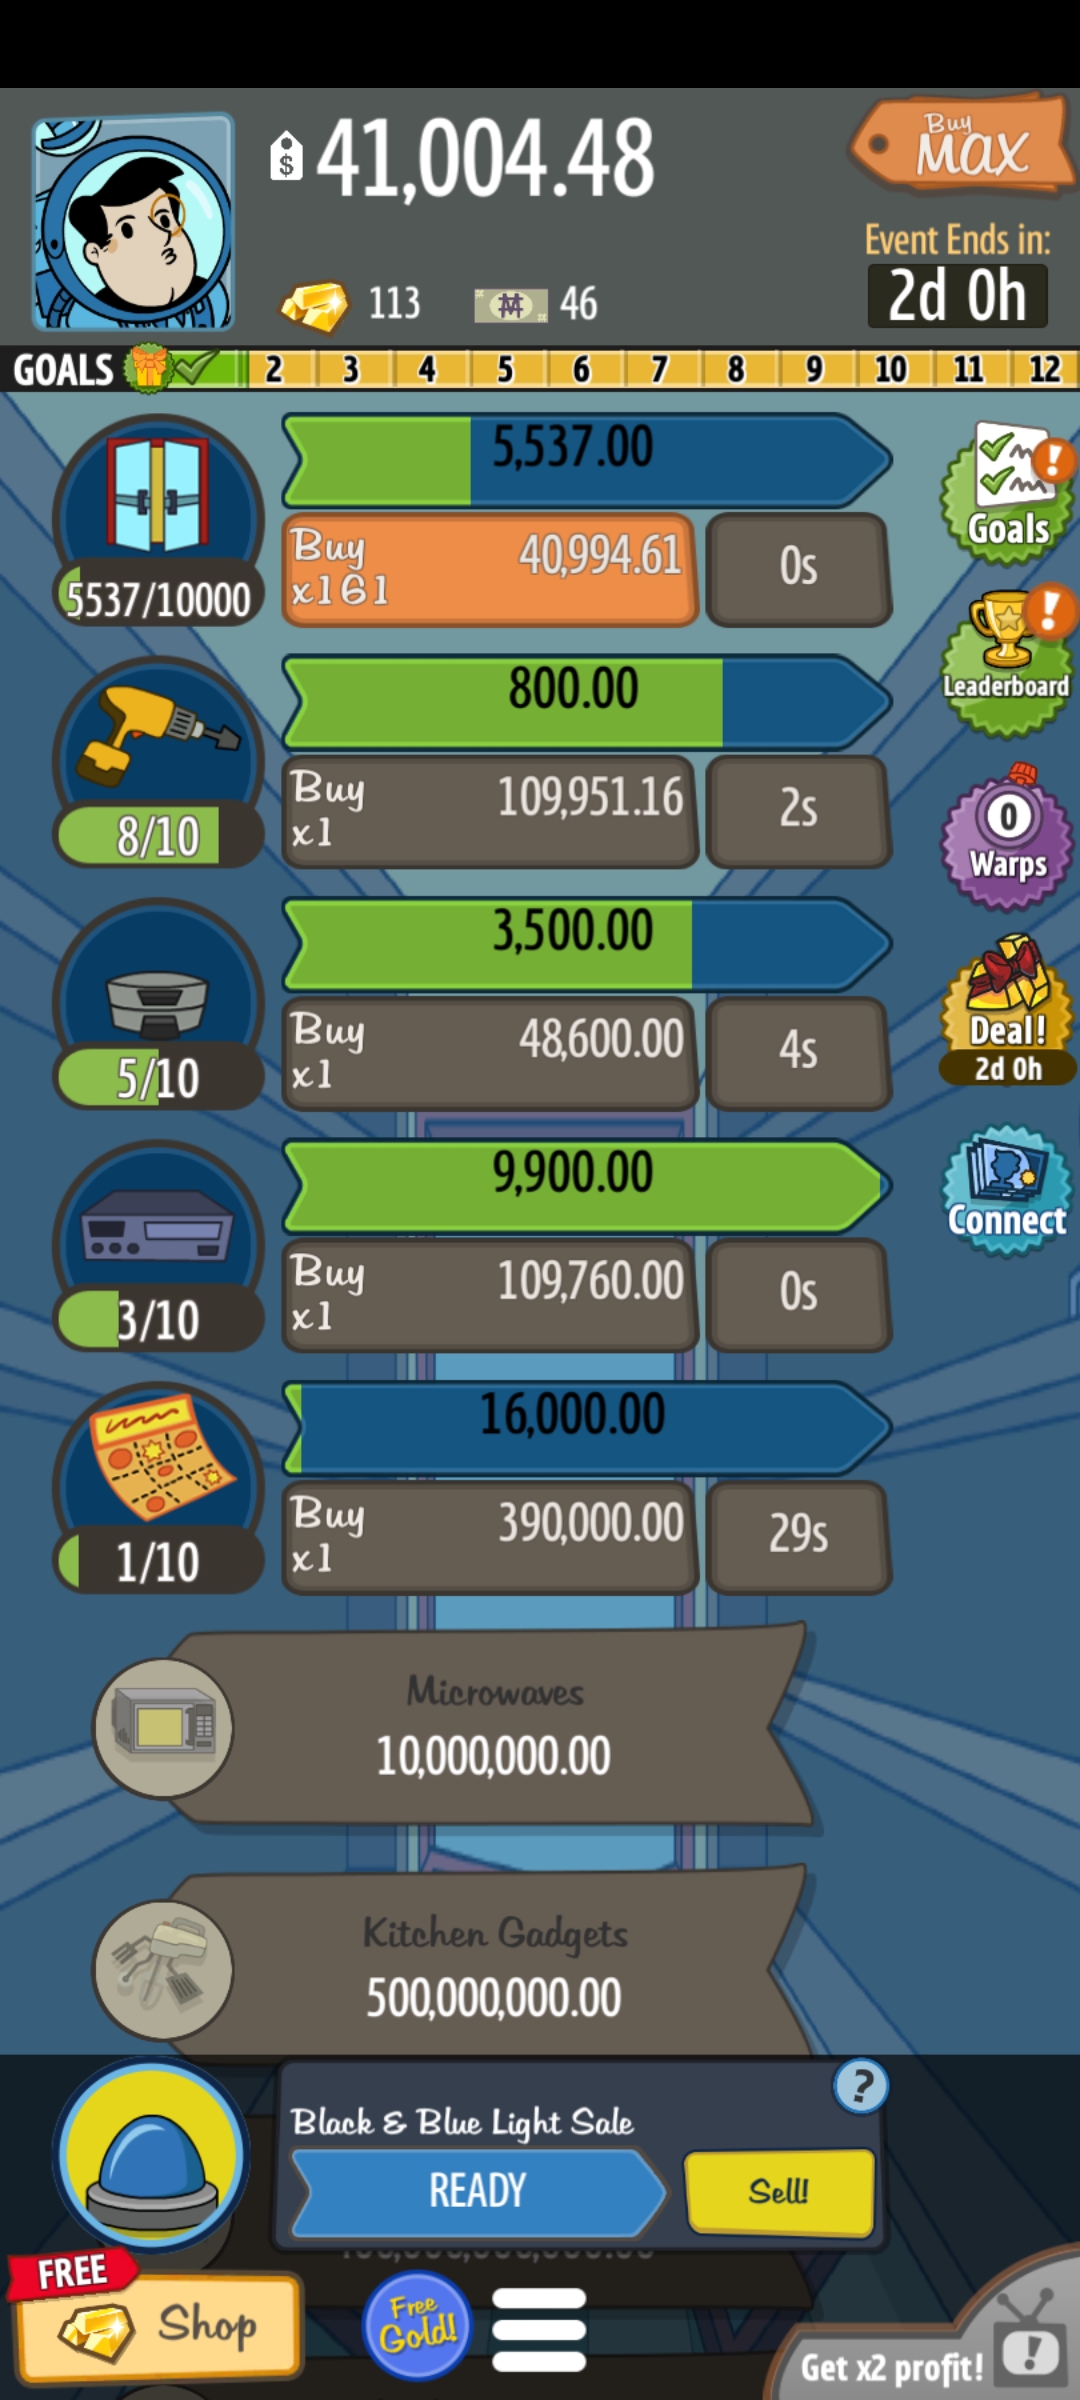 $ 41,004.48
Buy
MAX
113
46
Event Ends in:
2d 0h
GOALS 2 3 4 5 6 7 8 9 10 11 12
5,537.00
Buy
x161
40,994.61
0s
5537/10000
Goals
800.00
Buy
x1
109,951.16
2s
8/10
Leaderboard
3,500.00
Buy
x1
48,600.00
4s
5/10
0
Warps
9,900.00
Buy
x1
109,760.00
0s
3/10
Deal!
2d 0h
16,000.00
Buy
x1
390,000.00
29s
1/10
Connect
Microwaves
10,000,000.00
Kitchen Gadgets
500,000,000.00
?
Black & Blue Light Sale
READY
Sell!
FREE
Shop
Free
Gold!
Get x2 profit!